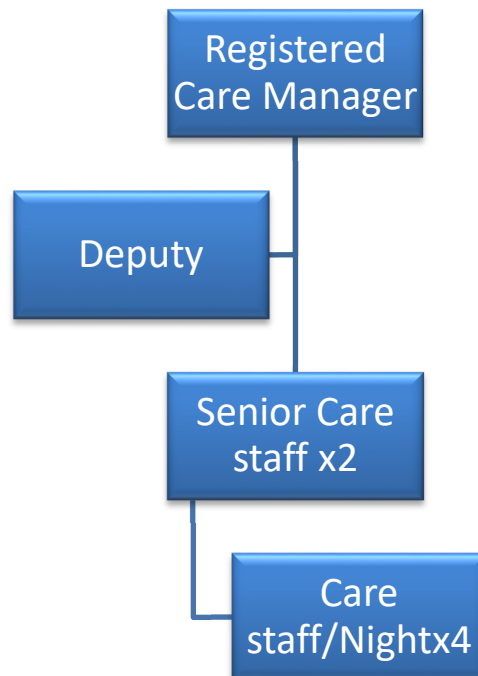 Registered
Care Manager
Deputy
Senior Care
staff x2
Care
staff/Nightx4